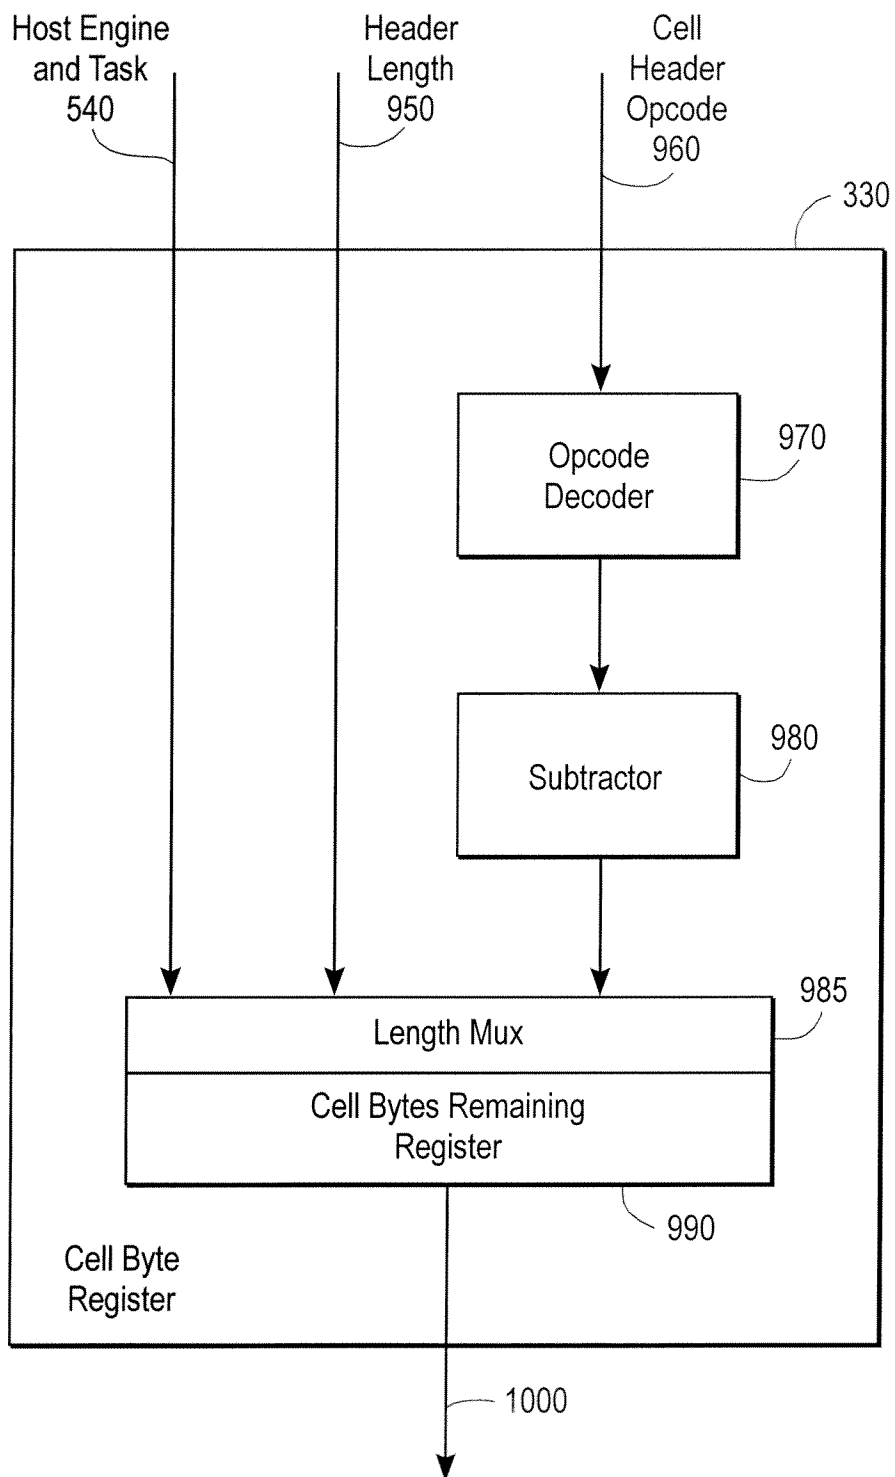 Host Engine
and Task
540
Header
Length
950
Cell
Header
Opcode
960
330
Opcode
Decoder
970
Subtractor
980
985
Length Mux
Cell Bytes Remaining
Register
990
Cell Byte
Register
1000